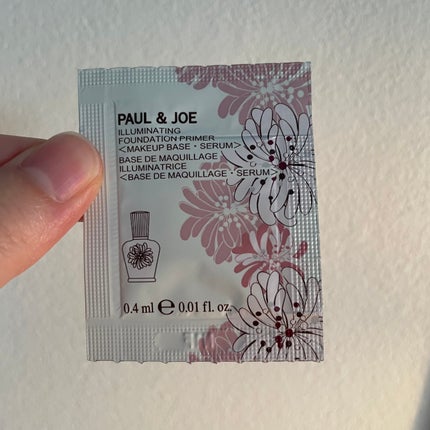 PAUL & JOE
ILLUMINATING
FOUNDATION PRIMER
<MAKEUP BASE・SERUM>
BASE DE MAQUILLAGE
ILLUMINATRICE
<BASE DE MAQUILLAGE・SERUM>
0.4 ml ℮ 0.01 fl. oz.